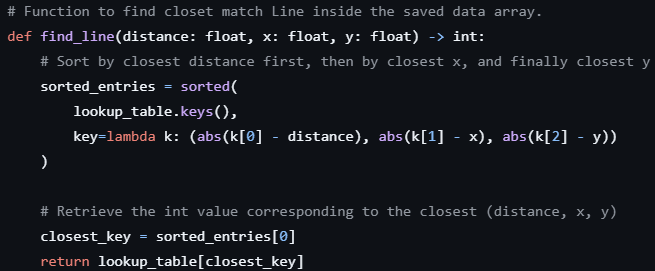 # Function to find closet match Line inside the saved data array.
def find_line(distance: float, x: float, y: float) -> int:
    # Sort by closest distance first, then by closest x, and finally closest y
    sorted_entries = sorted(
        lookup_table.keys(),
        key=lambda k: (abs(k[0] - distance), abs(k[1] - x), abs(k[2] - y))
    )
    # Retrieve the int value corresponding to the closest (distance, x, y)
    closest_key = sorted_entries[0]
    return lookup_table[closest_key]